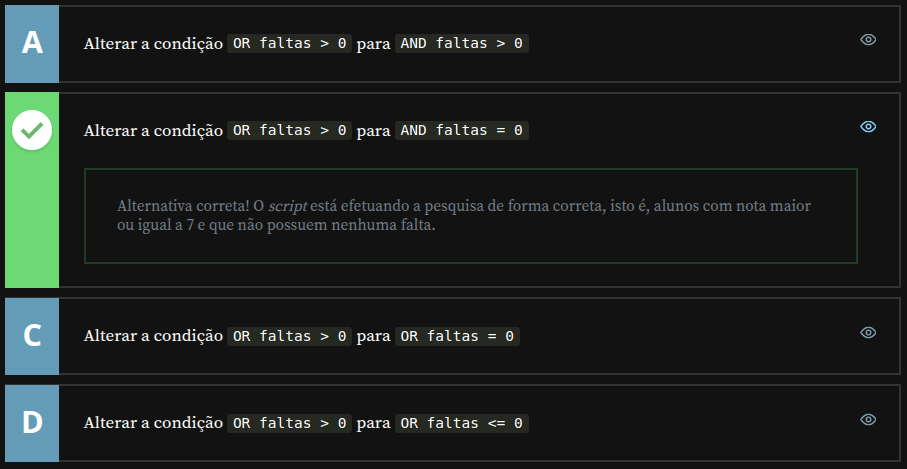 A
Alterar a condição OR faltas > 0 para AND faltas > 0
Alterar a condição OR faltas > 0 para AND faltas = 0
Alternativa correta! O script está efetuando a pesquisa de forma correta, isto é, alunos com nota maior
ou igual a 7 e que não possuem nenhuma falta.
C
Alterar a condição OR faltas > 0 para OR faltas = 0
D
Alterar a condição OR faltas > 0 para OR faltas <= 0